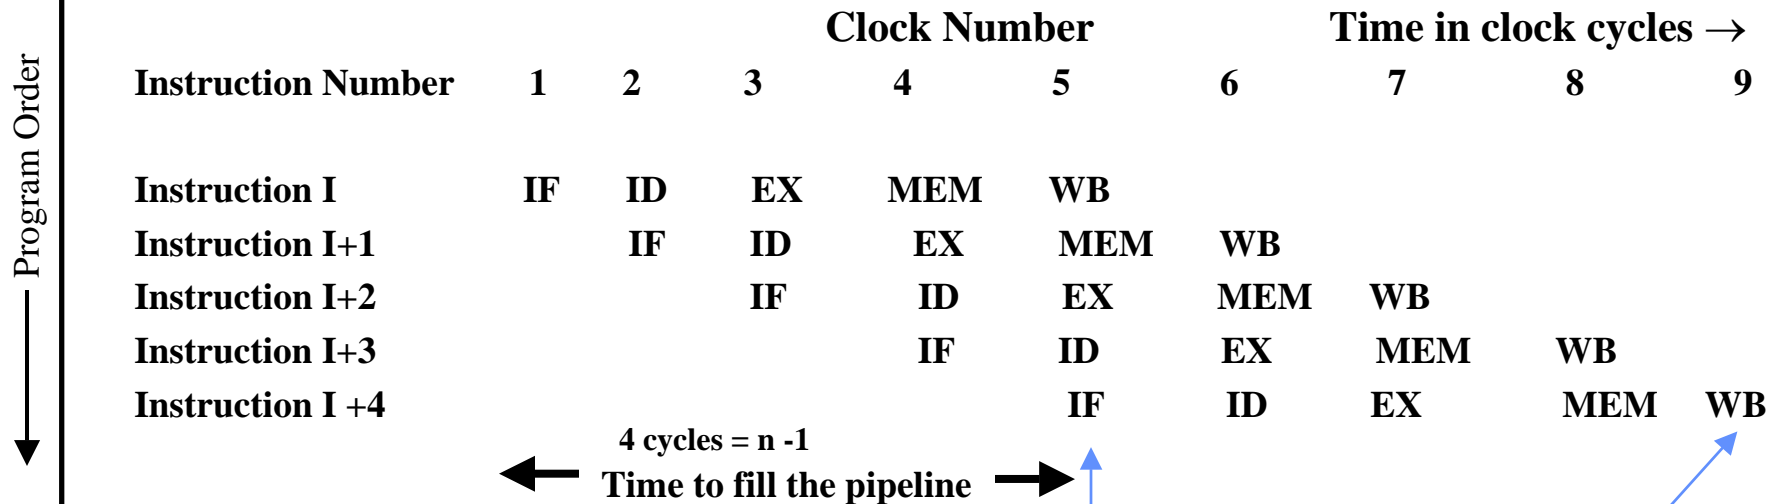 Clock Number Time in clock cycles →
Instruction Number 1 2 3 4 5 6 7 8 9
Program Order
Instruction I IF ID EX MEM WB
Instruction I+1 IF ID EX MEM WB
Instruction I+2 IF ID EX MEM WB
Instruction I+3 IF ID EX MEM WB
Instruction I +4 IF ID EX MEM WB
4 cycles = n -1
Time to fill the pipeline